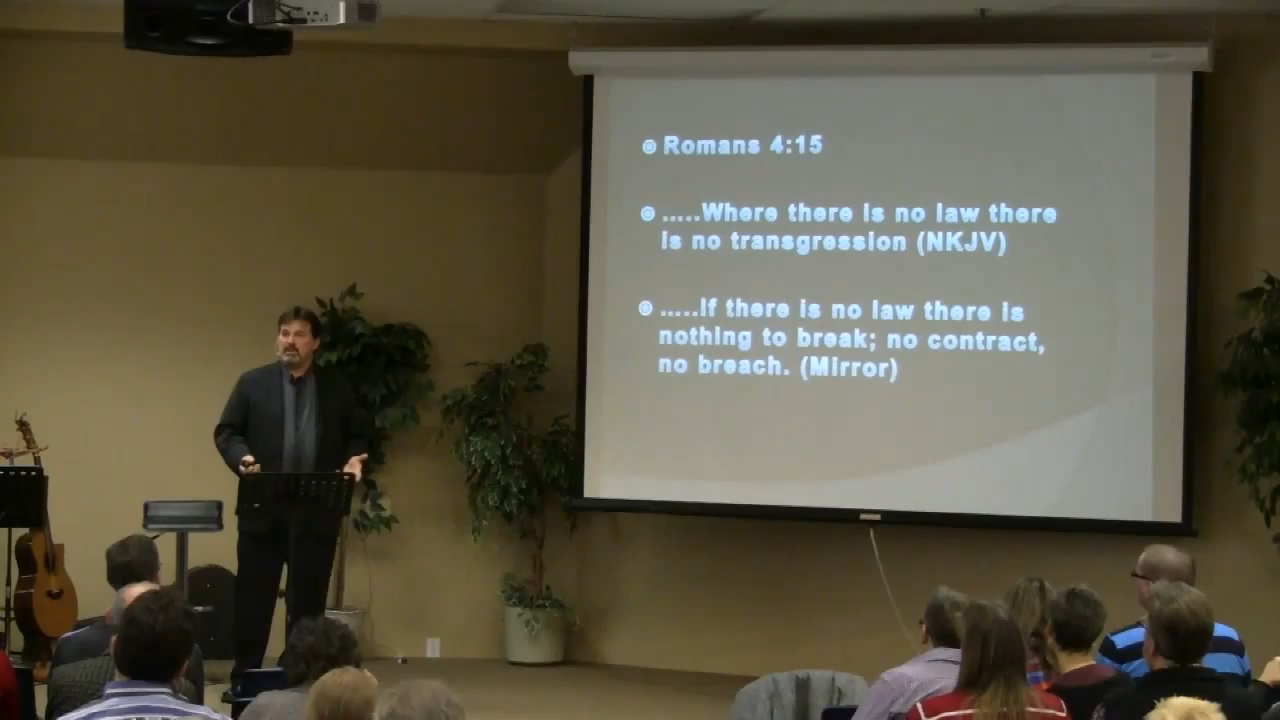 Romans 4:15
.....Where there is no law there
is no transgression (NKJV)
.....If there is no law there is
nothing to break; no contract,
no breach. (Mirror)